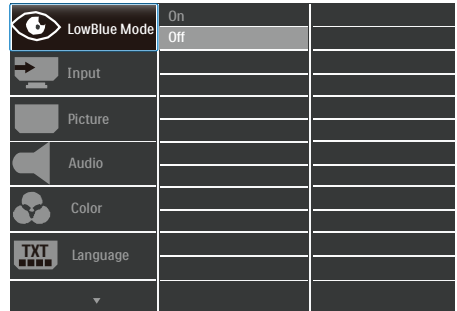 LowBlue Mode
On
Off
Input
Picture
Audio
Color
TXT
Language